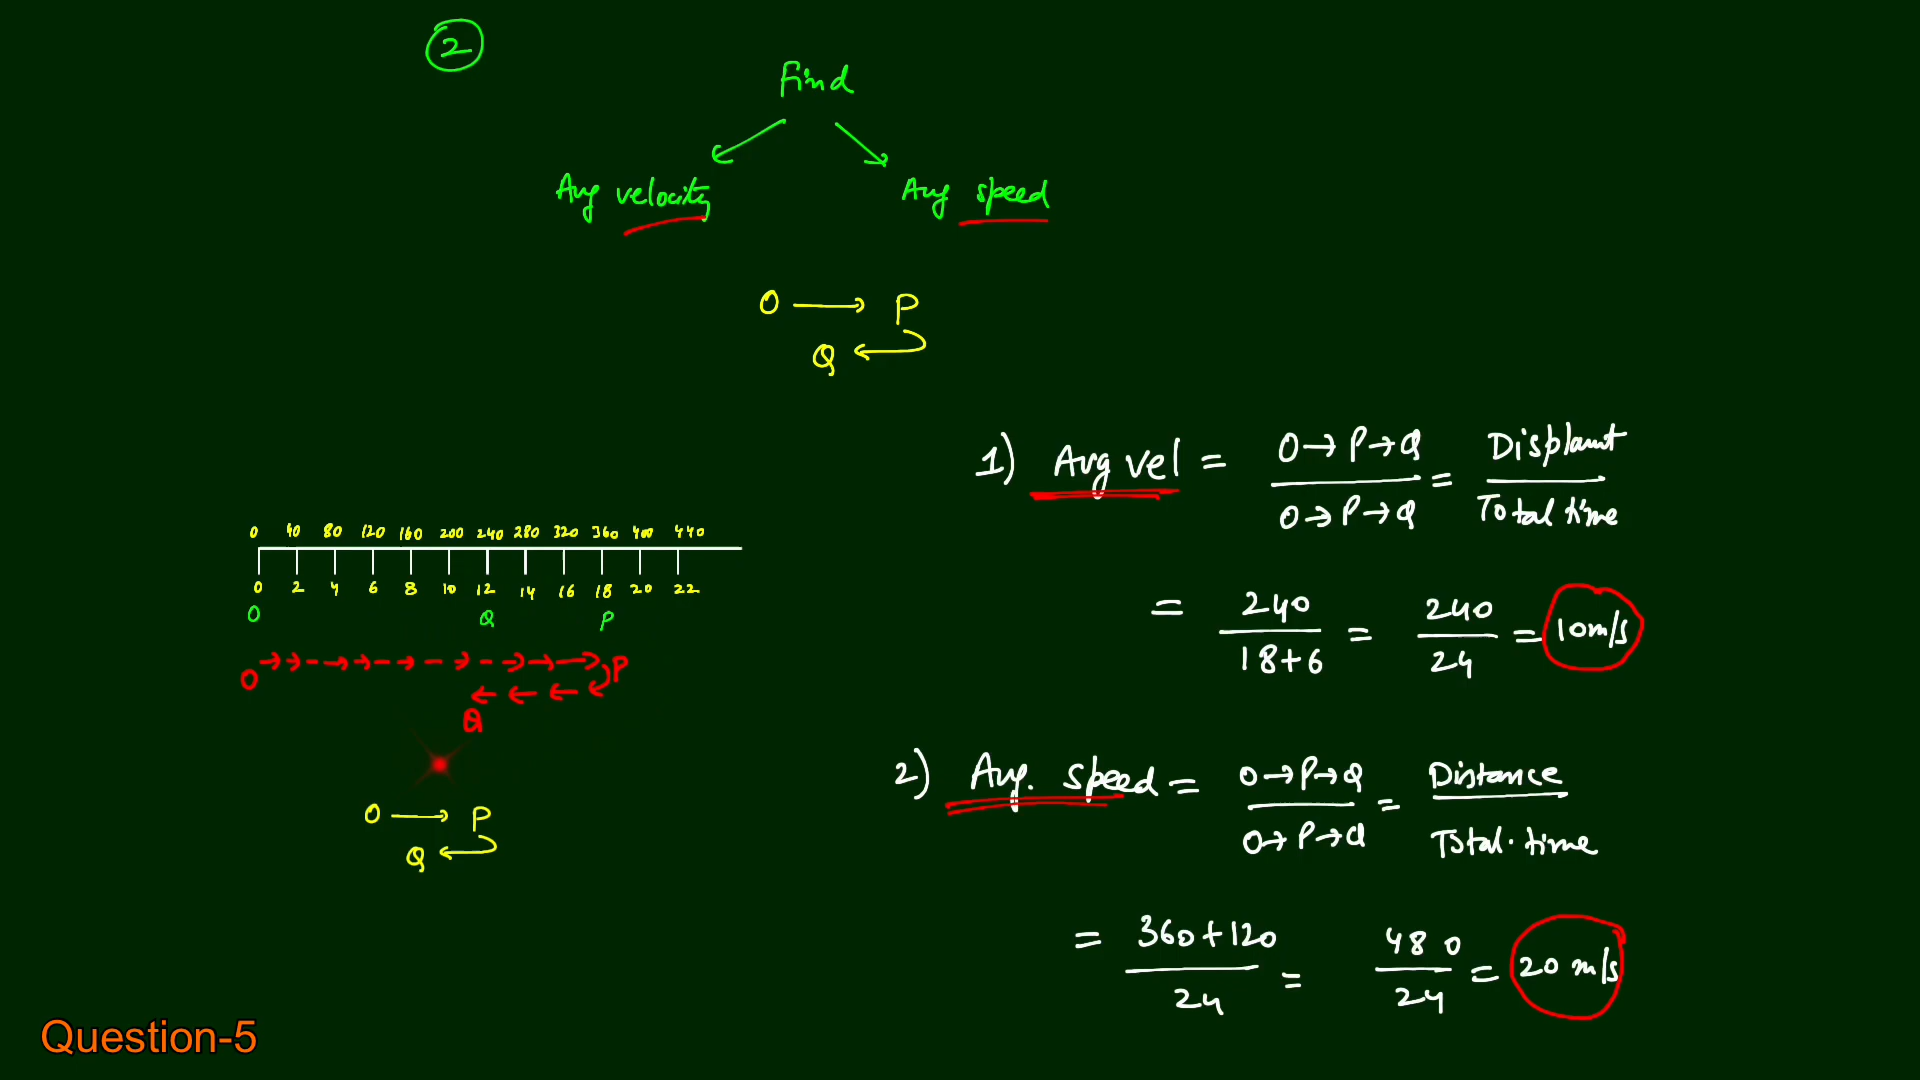 2
Find
Avg velocity Avg speed
O → P
Q ←
1) Avg vel = O→P→Q / O→P→Q = Displamt / Total time
= 240 / 18+6 = 240 / 24 = 10 m/s
0 40 80 120 160 200 240 280 320 360 400 440
0 2 4 6 8 10 12 14 16 18 20 22
O Q P
O P
Q
O → P
Q ←
2) Avg. speed = O→P→Q / O→P→Q = Distance / Total. time
= 360+120 / 24 = 480 / 24 = 20 m/s
Question-5